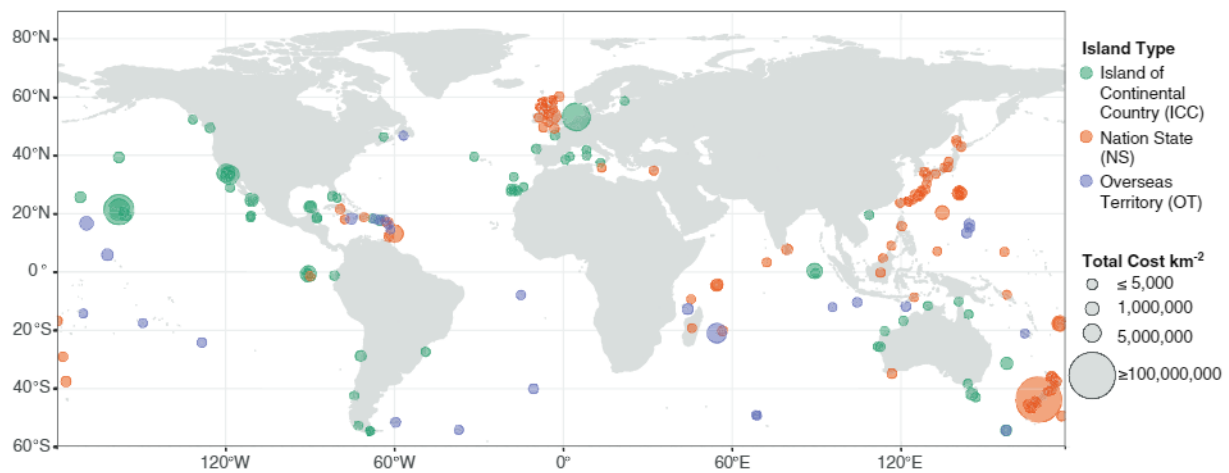 80°N
60°N
40°N
20°N
0°
20°S
40°S
60°S
120°W
60°W
0°
60°E
120°E
Island Type
Island of
Continental
Country (ICC)
Nation State
(NS)
Overseas
Territory (OT)
Total Cost km⁻²
≤ 5,000
1,000,000
5,000,000
≥100,000,000